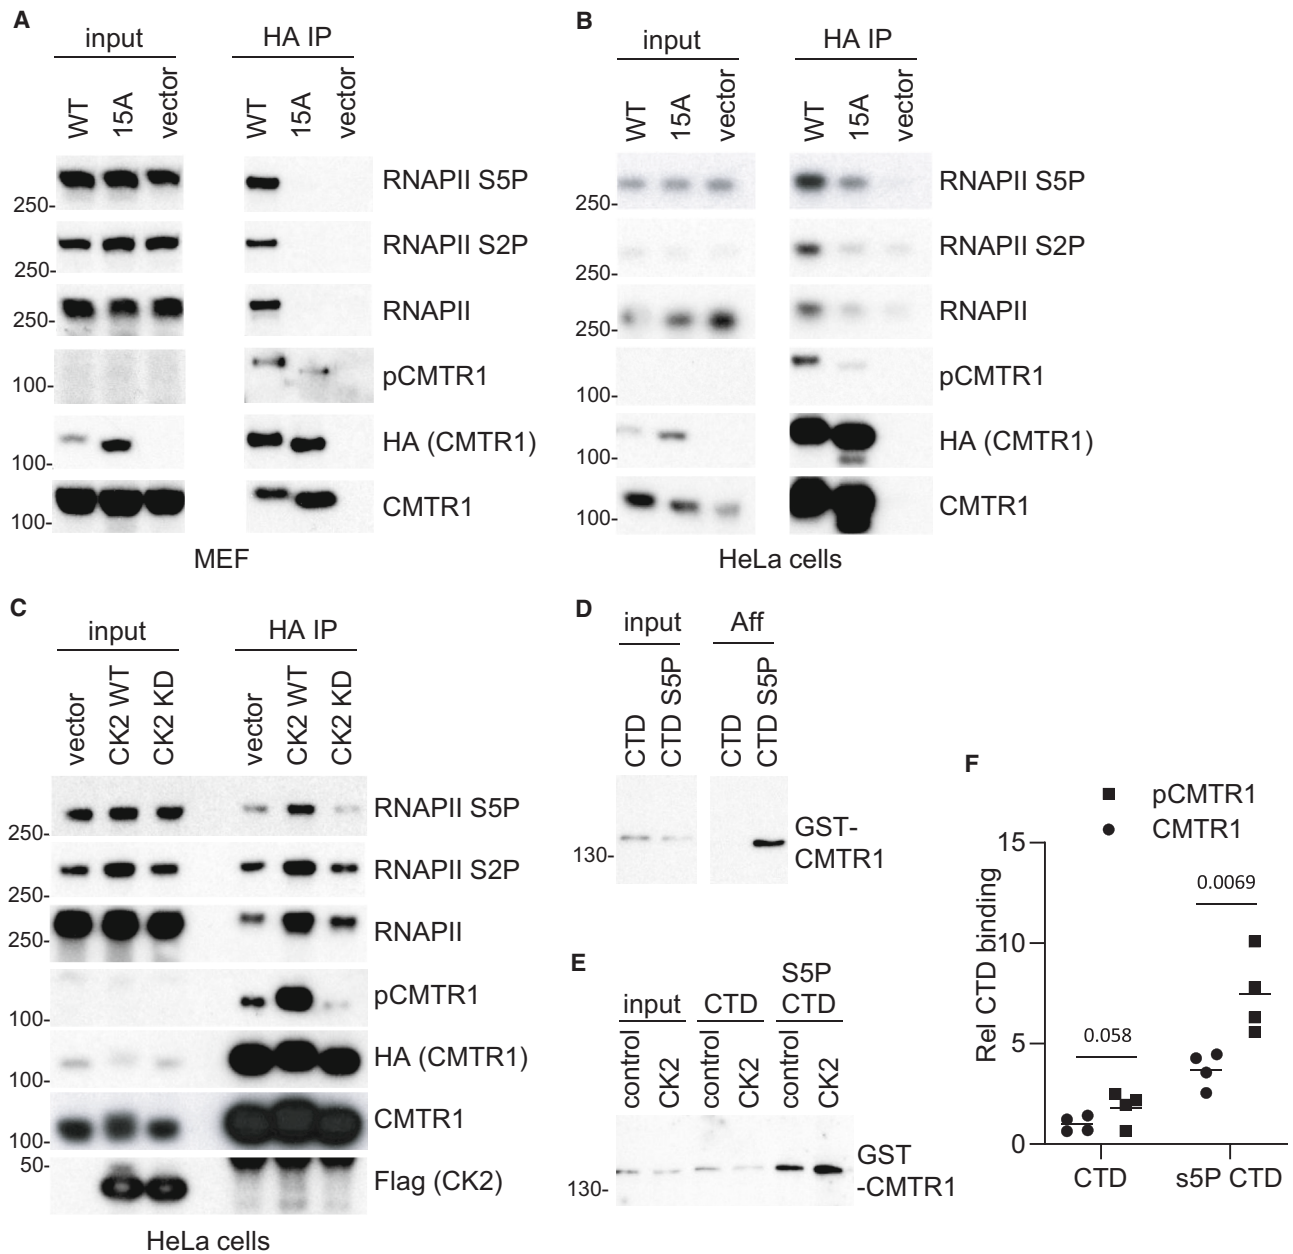 A
input
HA IP
WT
15A
vector
WT
15A
vector
RNAPII S5P
250-
RNAPII S2P
250-
RNAPII
250-
pCMTR1
100-
HA (CMTR1)
100-
CMTR1
100-
MEF
B
input
HA IP
WT
15A
vector
WT
15A
vector
RNAPII S5P
250-
RNAPII S2P
250-
RNAPII
250-
pCMTR1
100-
HA (CMTR1)
100-
CMTR1
100-
HeLa cells
C
input
HA IP
vector
CK2 WT
CK2 KD
vector
CK2 WT
CK2 KD
RNAPII S5P
250-
RNAPII S2P
250-
RNAPII
250-
pCMTR1
100-
HA (CMTR1)
100-
CMTR1
100-
50-
Flag (CK2)
HeLa cells
D
input
Aff
CTD
CTD S5P
CTD
CTD S5P
GST-
CMTR1
130-
E
input
CTD
S5P
CTD
control
CK2
control
CK2
control
CK2
GST
-CMTR1
130-
F
pCMTR1
CMTR1
Rel CTD binding
15
10
5
0
0.058
0.0069
CTD
s5P CTD